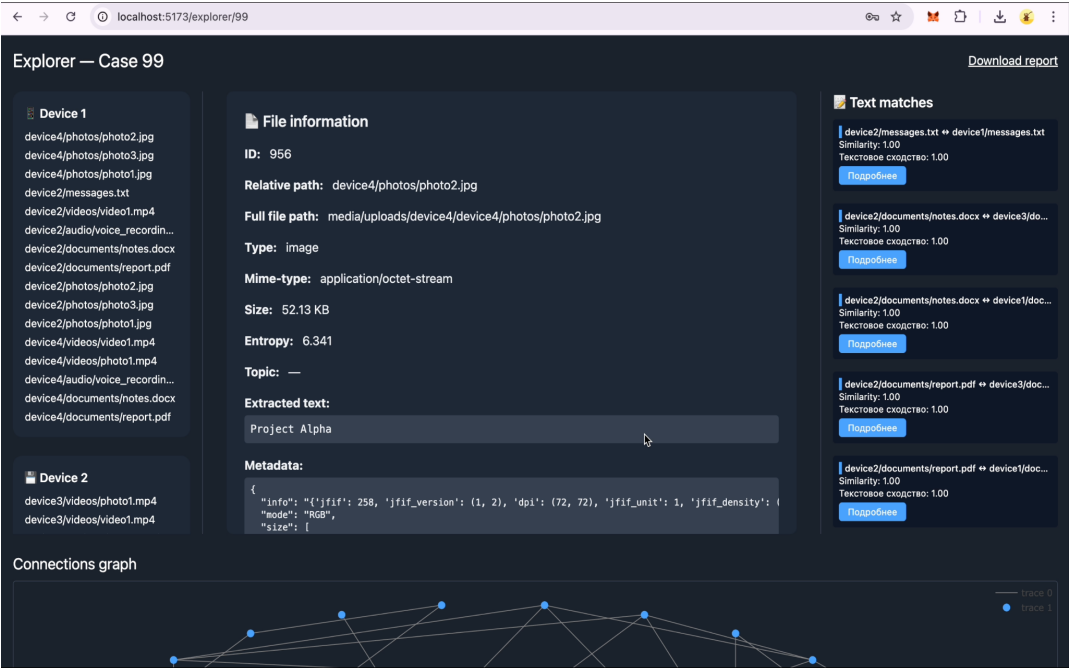 localhost:5173/explorer/99
Explorer — Case 99
Download report
Device 1
device4/photos/photo2.jpg
device4/photos/photo3.jpg
device4/photos/photo1.jpg
device2/messages.txt
device2/videos/video1.mp4
device2/audio/voice_recordin...
device2/documents/notes.docx
device2/documents/report.pdf
device2/photos/photo2.jpg
device2/photos/photo3.jpg
device2/photos/photo1.jpg
device4/videos/video1.mp4
device4/videos/photo1.mp4
device4/audio/voice_recordin...
device4/documents/notes.docx
device4/documents/report.pdf
Device 2
device3/videos/photo1.mp4
device3/videos/video1.mp4
File information
ID: 956
Relative path: device4/photos/photo2.jpg
Full file path: media/uploads/device4/device4/photos/photo2.jpg
Type: image
Mime-type: application/octet-stream
Size: 52.13 KB
Entropy: 6.341
Topic: —
Extracted text:
Project Alpha
Metadata:
{
"info": "{'jfif': 258, 'jfif_version': (1, 2), 'dpi': (72, 72), 'jfif_unit': 1, 'jfif_density': (
"mode": "RGB",
"size": [
Text matches
device2/messages.txt ↔ device1/messages.txt
Similarity: 1.00
Текстовое сходство: 1.00
Подробнее
device2/documents/notes.docx ↔ device3/do...
Similarity: 1.00
Текстовое сходство: 1.00
Подробнее
device2/documents/notes.docx ↔ device1/doc...
Similarity: 1.00
Текстовое сходство: 1.00
Подробнее
device2/documents/report.pdf ↔ device3/doc...
Similarity: 1.00
Текстовое сходство: 1.00
Подробнее
device2/documents/report.pdf ↔ device1/doc...
Similarity: 1.00
Текстовое сходство: 1.00
Подробнее
Connections graph
trace 0
trace 1